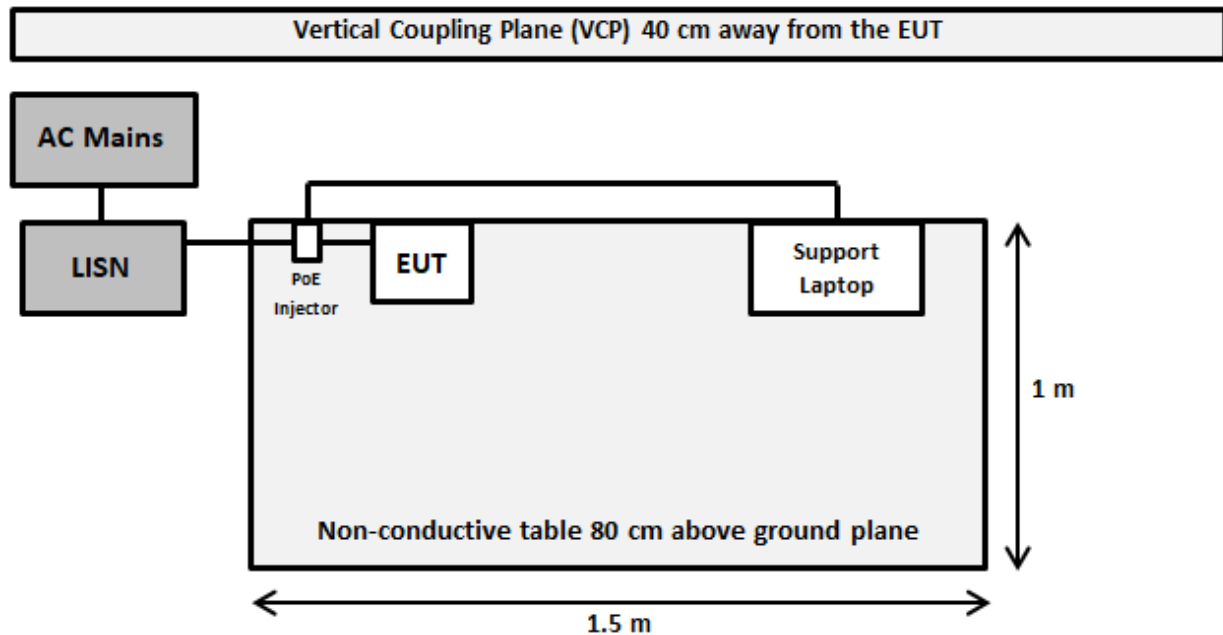 Vertical Coupling Plane (VCP) 40 cm away from the EUT
AC Mains
LISN
PoE
Injector
EUT
Support
Laptop
1 m
Non-conductive table 80 cm above ground plane
1.5 m